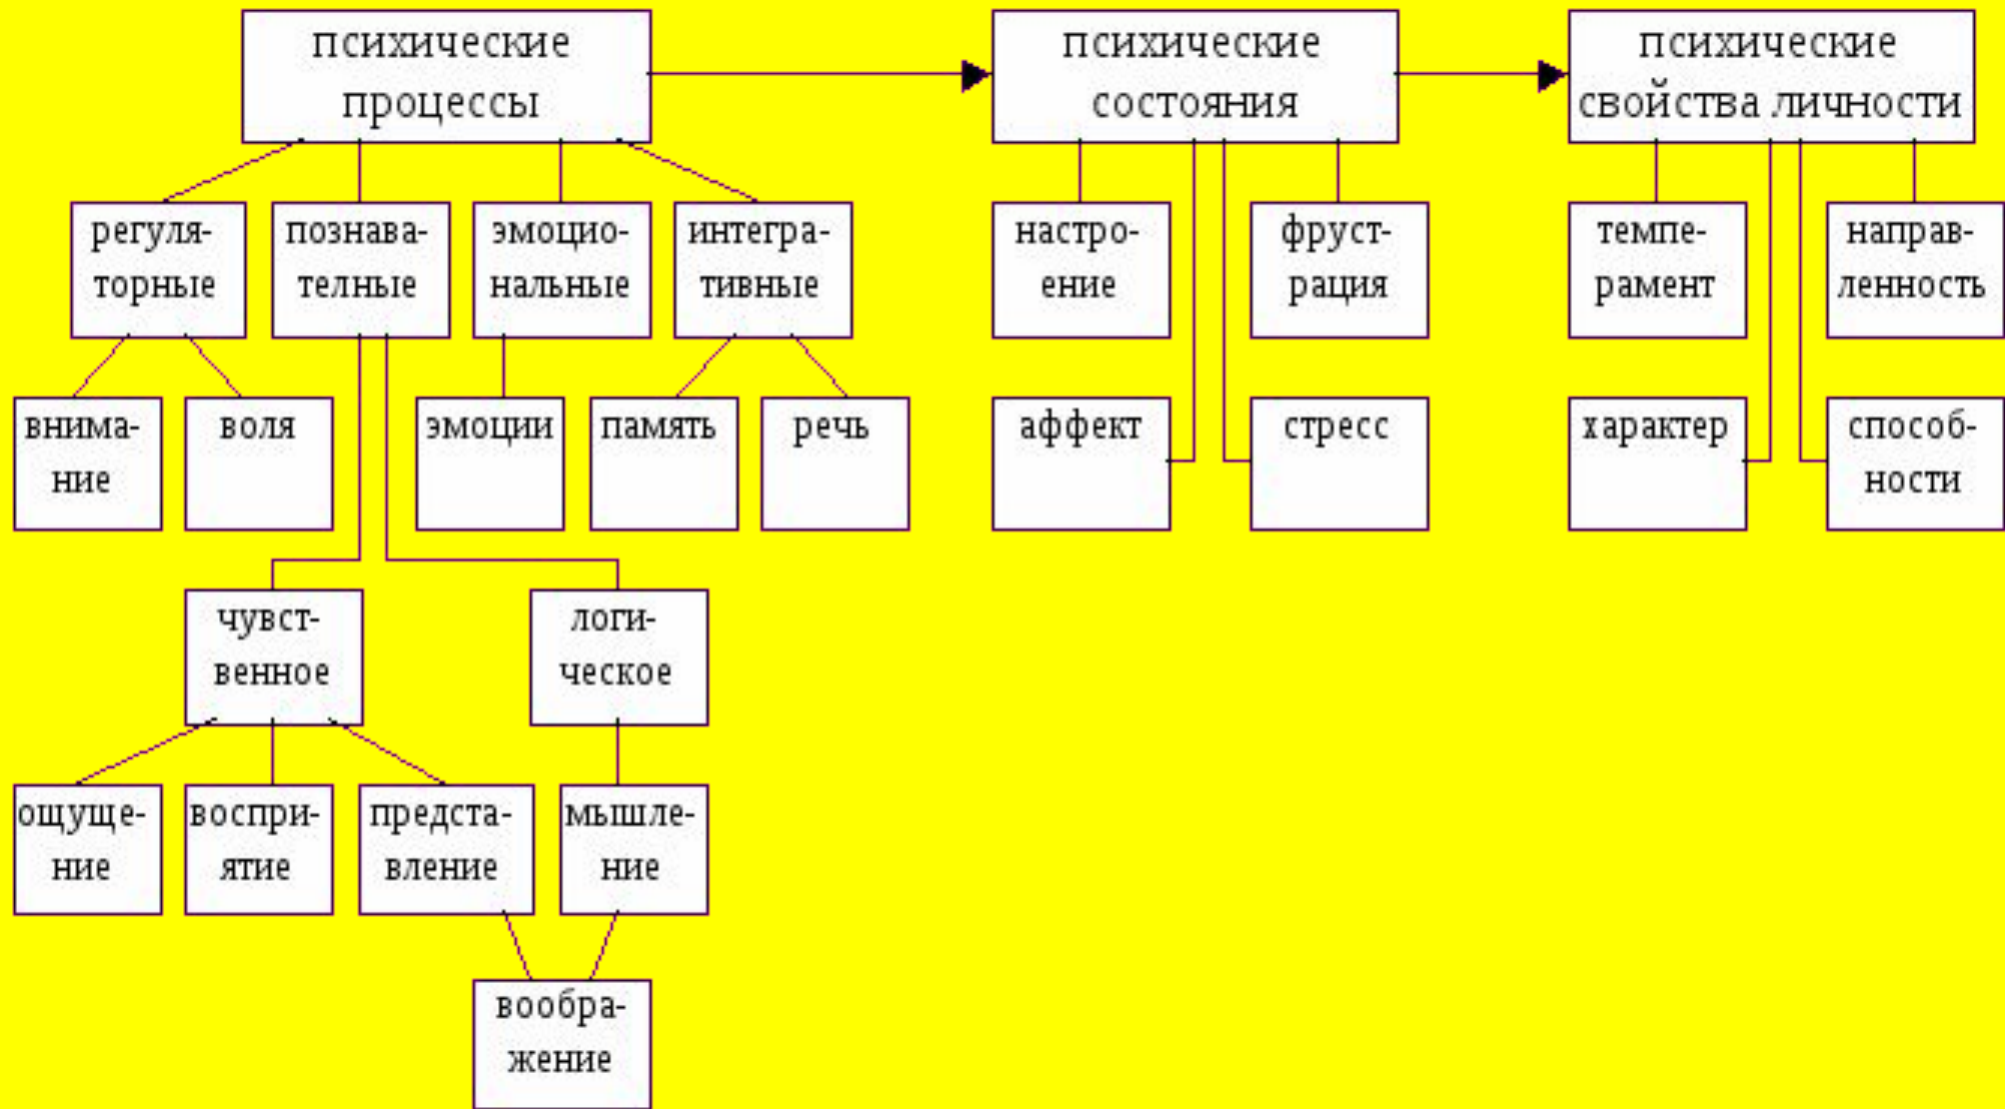 психические
процессы
психические
состояния
психические
свойства личности
регуля-
торные
познава-
телные
эмоцио-
нальные
интегра-
тивные
настро-
ение
фруст-
рация
темпе-
рамент
направ-
ленность
внима-
ние
воля
эмоции
память
речь
аффект
стресс
характер
способ-
ности
чувст-
венное
логи-
ческое
ощуще-
ние
воспри-
ятие
предста-
вление
мышле-
ние
вообра-
жение